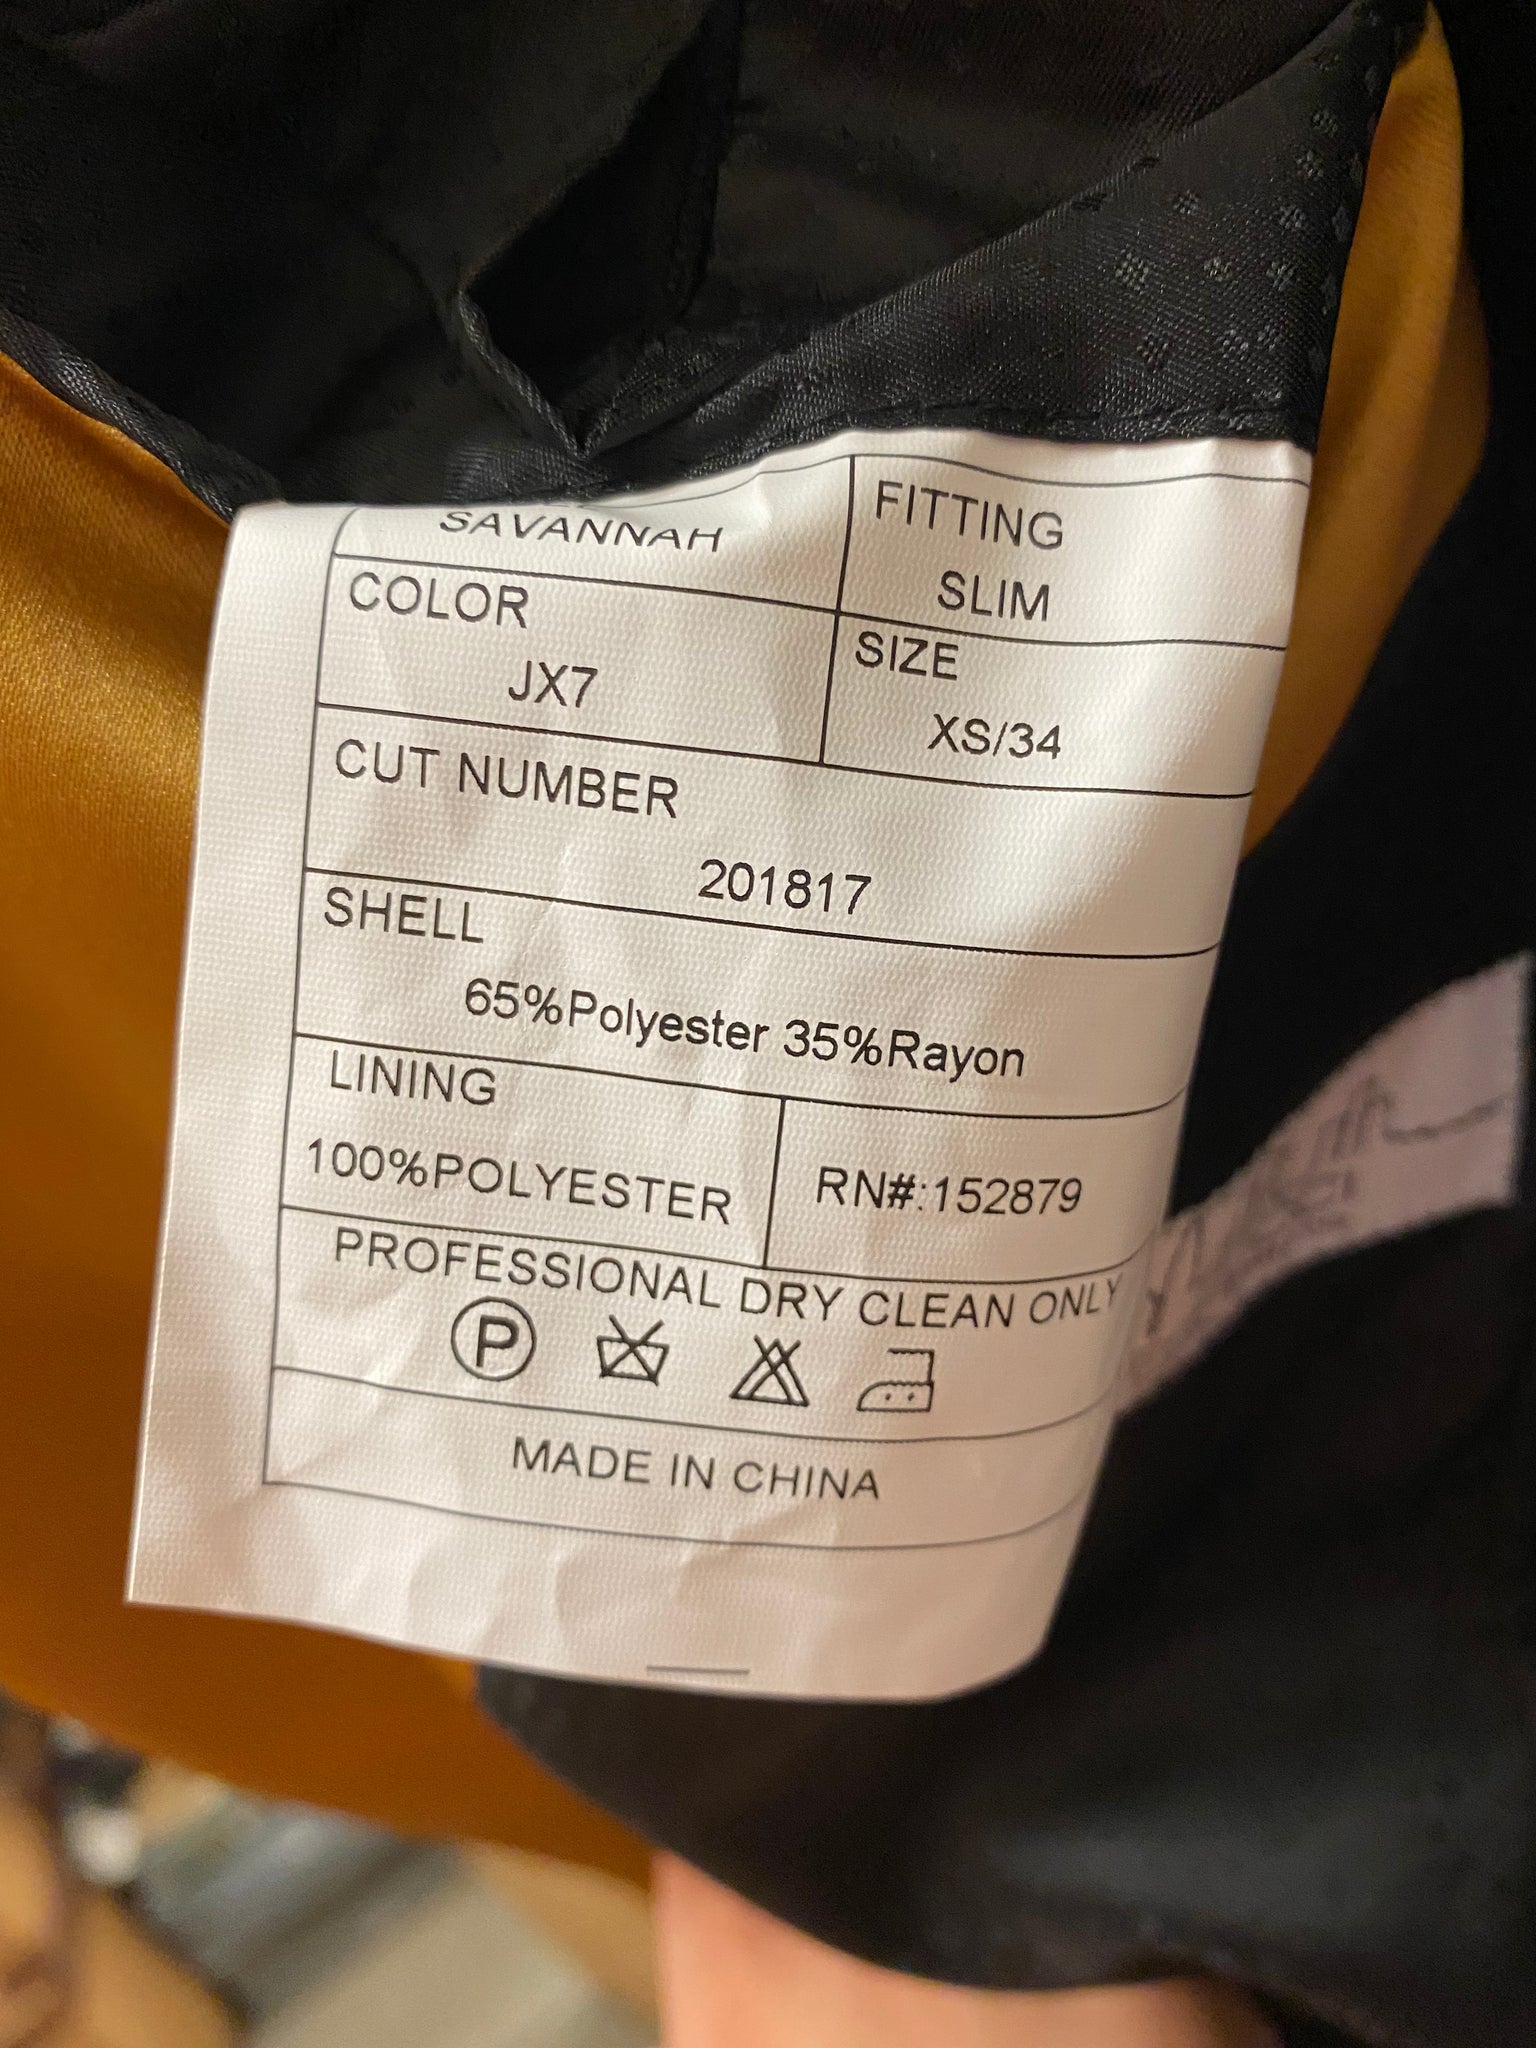 SAVANNAH
FITTING
SLIM
COLOR
JX7
SIZE
XS/34
CUT NUMBER
201817
SHELL
65%Polyester 35%Rayon
LINING
100%POLYESTER
RN#:152879
PROFESSIONAL DRY CLEAN ONLY
P
MADE IN CHINA